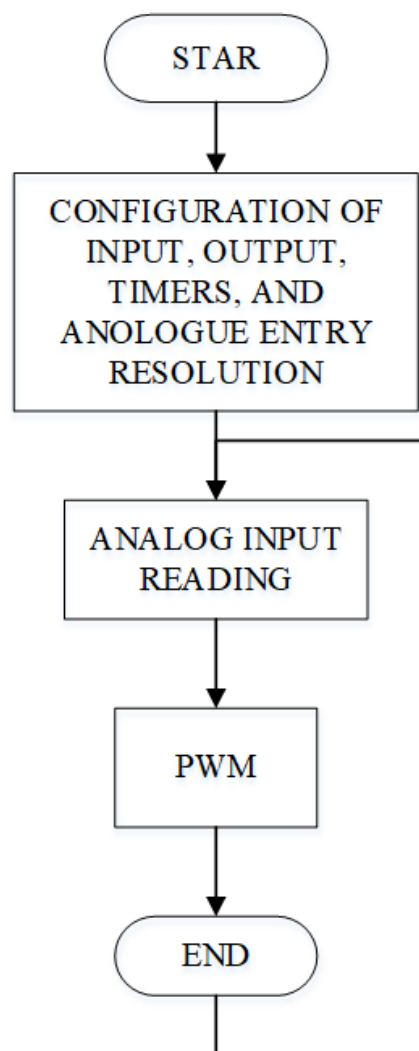 STAR
CONFIGURATION OF
INPUT, OUTPUT,
TIMERS, AND
ANOLOGUE ENTRY
RESOLUTION
ANALOG INPUT
READING
PWM
END